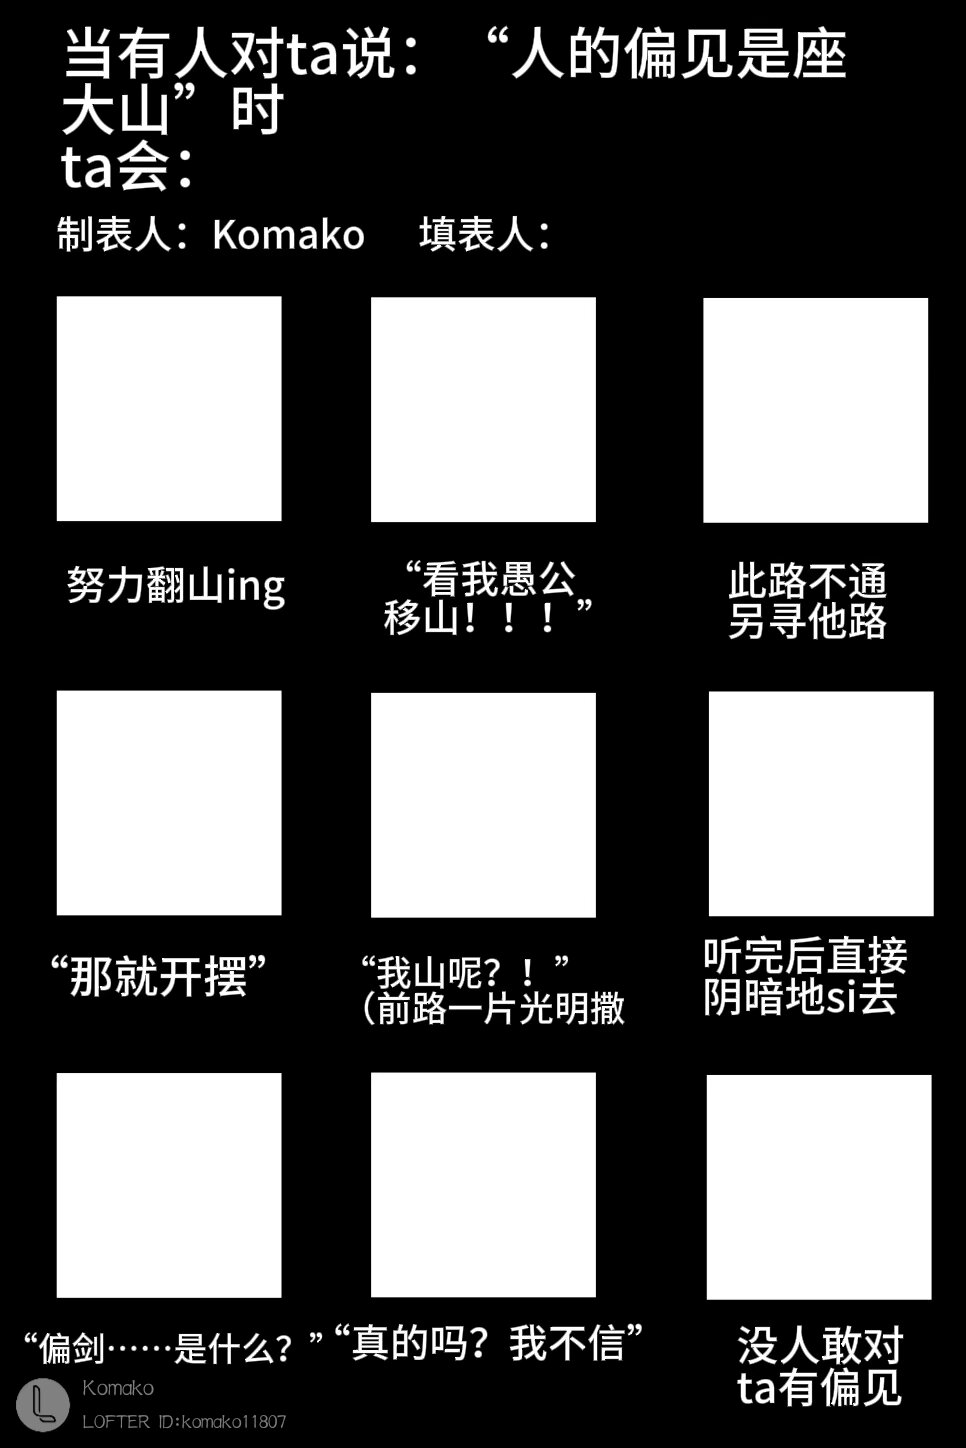 当有人对ta说：“人的偏见是座
大山”时
ta会：
制表人：Komako 填表人：
努力翻山ing
“看我愚公
移山！！！”
此路不通
另寻他路
“那就开摆”
“我山呢？！”
（前路一片光明撒
听完后直接
阴暗地si去
“偏剑……是什么？”
“真的吗？我不信”
没人敢对
ta有偏见
Komako
LOFTER ID:komako11807